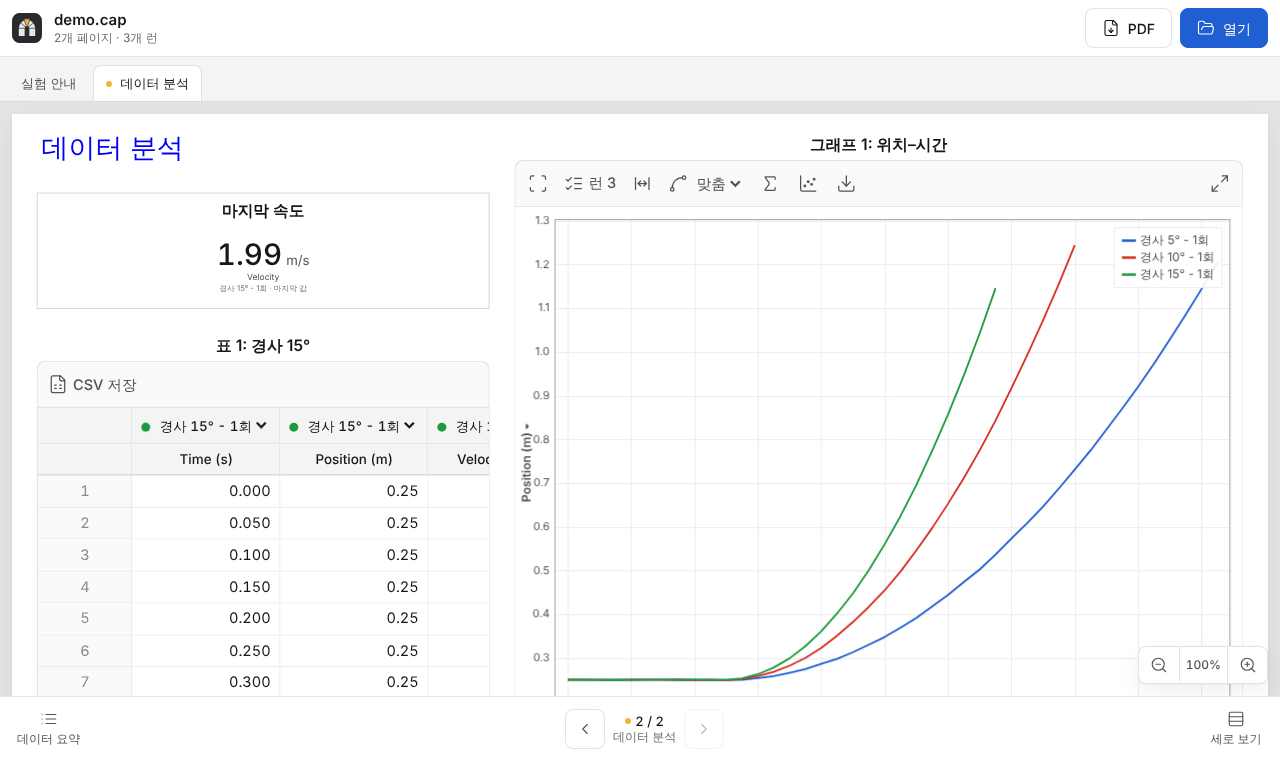 demo.cap
2개 페이지 · 3개 런
PDF
열기
실험 안내
데이터 분석
데이터 분석
마지막 속도
1.99 m/s
Velocity
경사 15° - 1회 · 마지막 값
표 1: 경사 15°
CSV 저장
경사 15° - 1회
경사 15° - 1회
경사 1
Time (s)
Position (m)
Veloc
1 0.000 0.25
2 0.050 0.25
3 0.100 0.25
4 0.150 0.25
5 0.200 0.25
6 0.250 0.25
7 0.300 0.25
그래프 1: 위치–시간
런 3
맞춤
1.3
1.2
1.1
1.0
0.9
0.8
0.7
0.6
0.5
0.4
0.3
Position (m)
경사 5° - 1회
경사 10° - 1회
경사 15° - 1회
100%
데이터 요약
2 / 2
데이터 분석
세로 보기